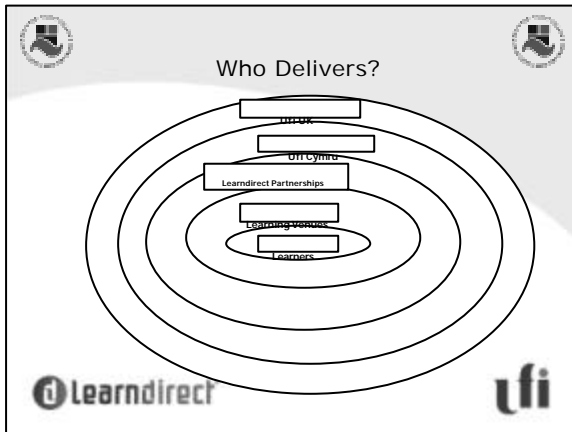 Who Delivers?
Ufi UK
Ufi Cymru
Learndirect Partnerships
Learning Venues
Learners
Learndirect
ufi